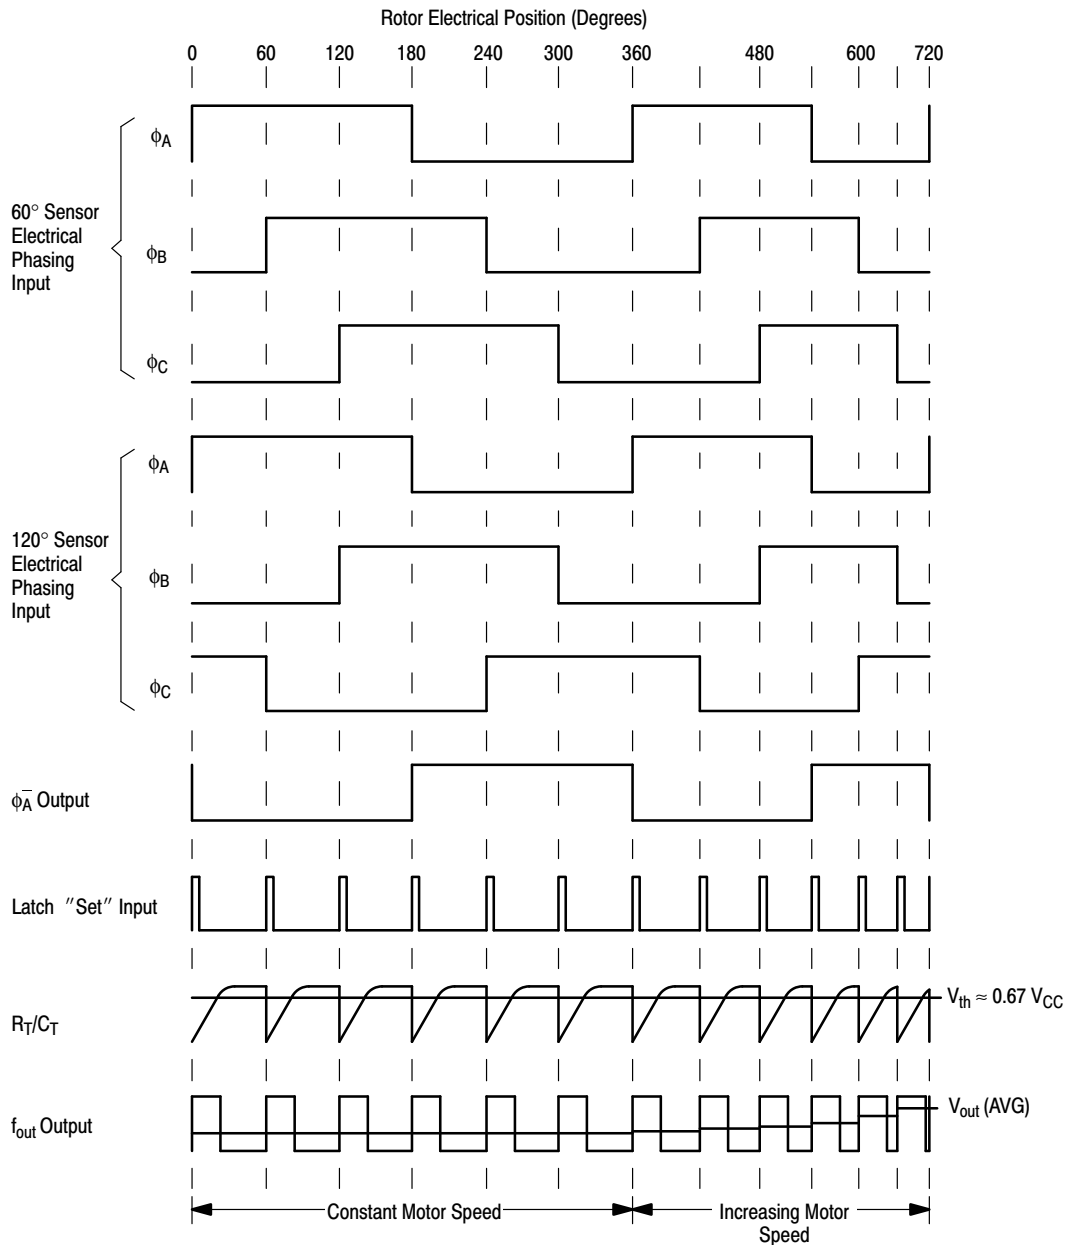 Rotor Electrical Position (Degrees)
0 60 120 180 240 300 360 480 600 720
60° Sensor
Electrical
Phasing
Input
ϕA
ϕB
ϕC
120° Sensor
Electrical
Phasing
Input
ϕA
ϕB
ϕC
ϕA̅ Output
Latch ″Set″ Input
RT/CT
Vth ≈ 0.67 VCC
fout Output
Vout (AVG)
Constant Motor Speed
Increasing Motor
Speed